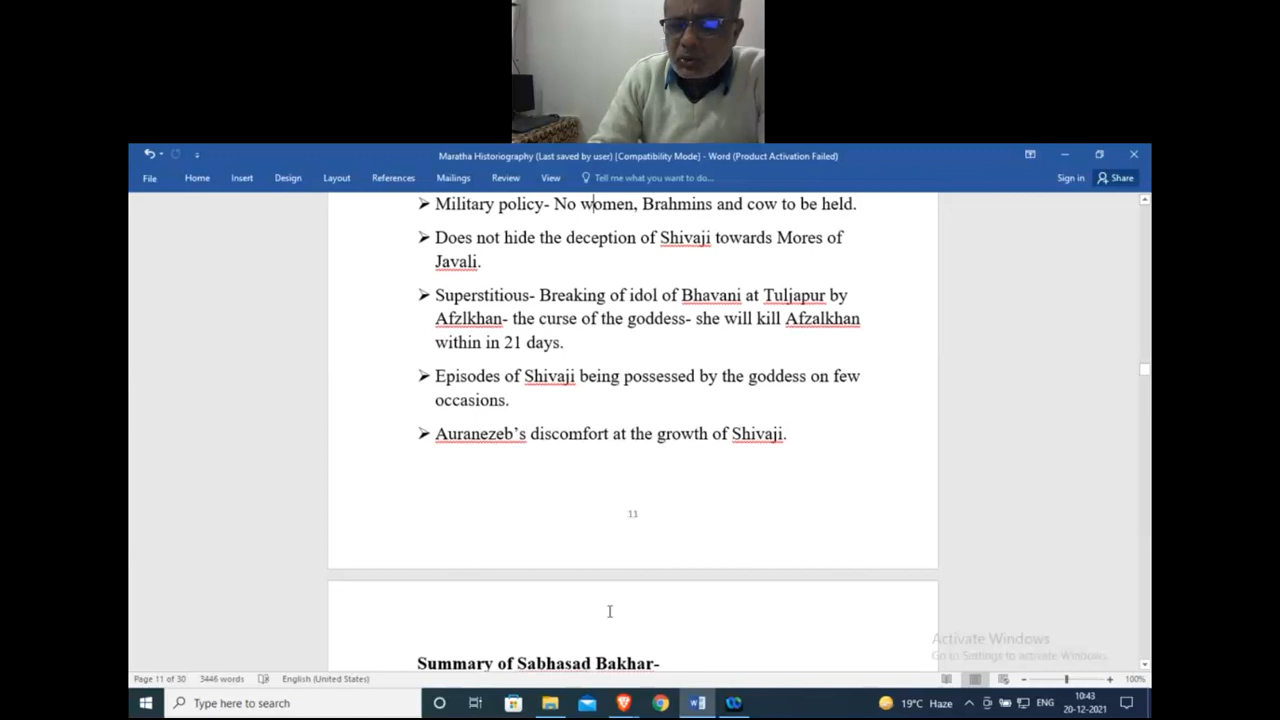 Maratha Historiography (Last saved by user) [Compatibility Mode] - Word (Product Activation Failed)
File Home Insert Design Layout References Mailings Review View Tell me what you want to do... Sign in Share
➢ Military policy- No women, Brahmins and cow to be held.
➢ Does not hide the deception of Shivaji towards Mores of
Javali.
➢ Superstitious- Breaking of idol of Bhavani at Tuljapur by
Afzlkhan- the curse of the goddess- she will kill Afzalkhan
within in 21 days.
➢ Episodes of Shivaji being possessed by the goddess on few
occasions.
➢ Auranezeb’s discomfort at the growth of Shivaji.
11
Summary of Sabhasad Bakhar-
Activate Windows
Go to Settings to activate Windows.
Page 11 of 30 3446 words English (United States) 100%
Type here to search 19°C Haze ENG 10:43
20-12-2021